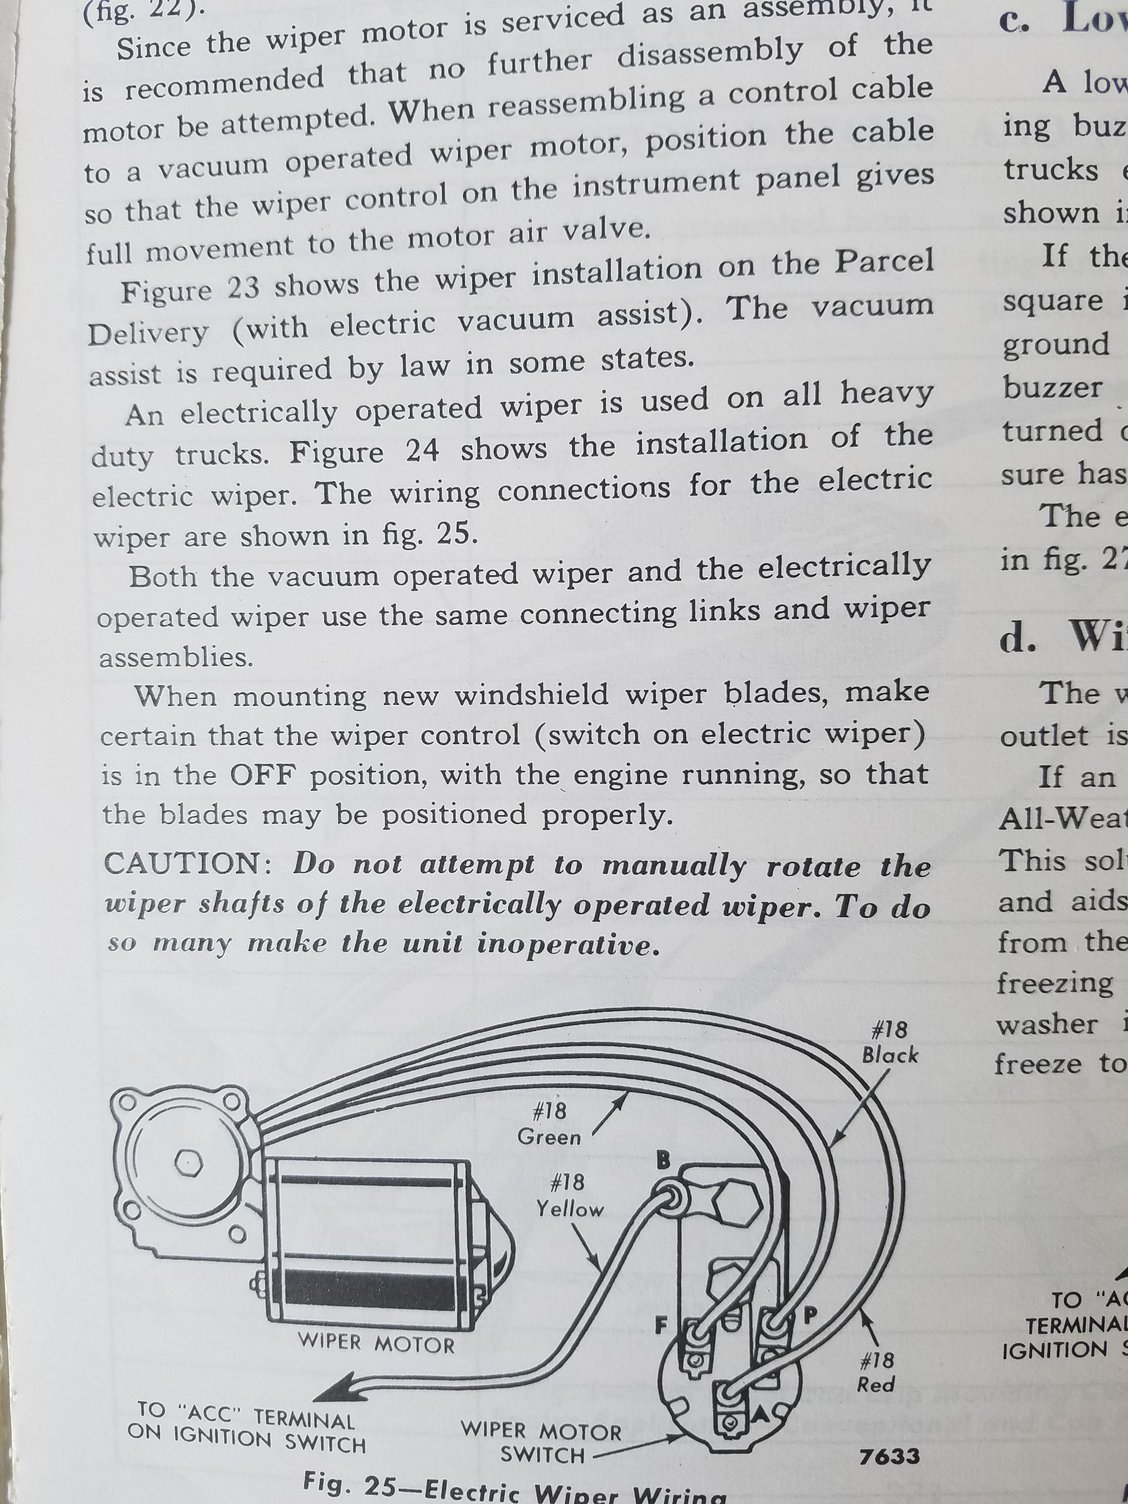 (fig. 22).
Since the wiper motor is serviced as an assembly, it
is recommended that no further disassembly of the
motor be attempted. When reassembling a control cable
to a vacuum operated wiper motor, position the cable
so that the wiper control on the instrument panel gives
full movement to the motor air valve.
Figure 23 shows the wiper installation on the Parcel
Delivery (with electric vacuum assist). The vacuum
assist is required by law in some states.
An electrically operated wiper is used on all heavy
duty trucks. Figure 24 shows the installation of the
electric wiper. The wiring connections for the electric
wiper are shown in fig. 25.
Both the vacuum operated wiper and the electrically
operated wiper use the same connecting links and wiper
assemblies.
When mounting new windshield wiper blades, make
certain that the wiper control (switch on electric wiper)
is in the OFF position, with the engine running, so that
the blades may be positioned properly.
CAUTION: Do not attempt to manually rotate the
wiper shafts of the electrically operated wiper. To do
so many make the unit inoperative.
#18
Black
#18
Green
B
#18
Yellow
F
P
WIPER MOTOR
#18
Red
A
TO "ACC" TERMINAL
ON IGNITION SWITCH
WIPER MOTOR
SWITCH
7633
Fig. 25—Electric Wiper Wiring
c.
A low
ing
trucks
shown
If the
square
ground
buzzer
turned
sure has
The
in fig.
d.
The
outlet is
If an
This
and aids
from the
freezing
washer
freeze to
TO
IGNITION